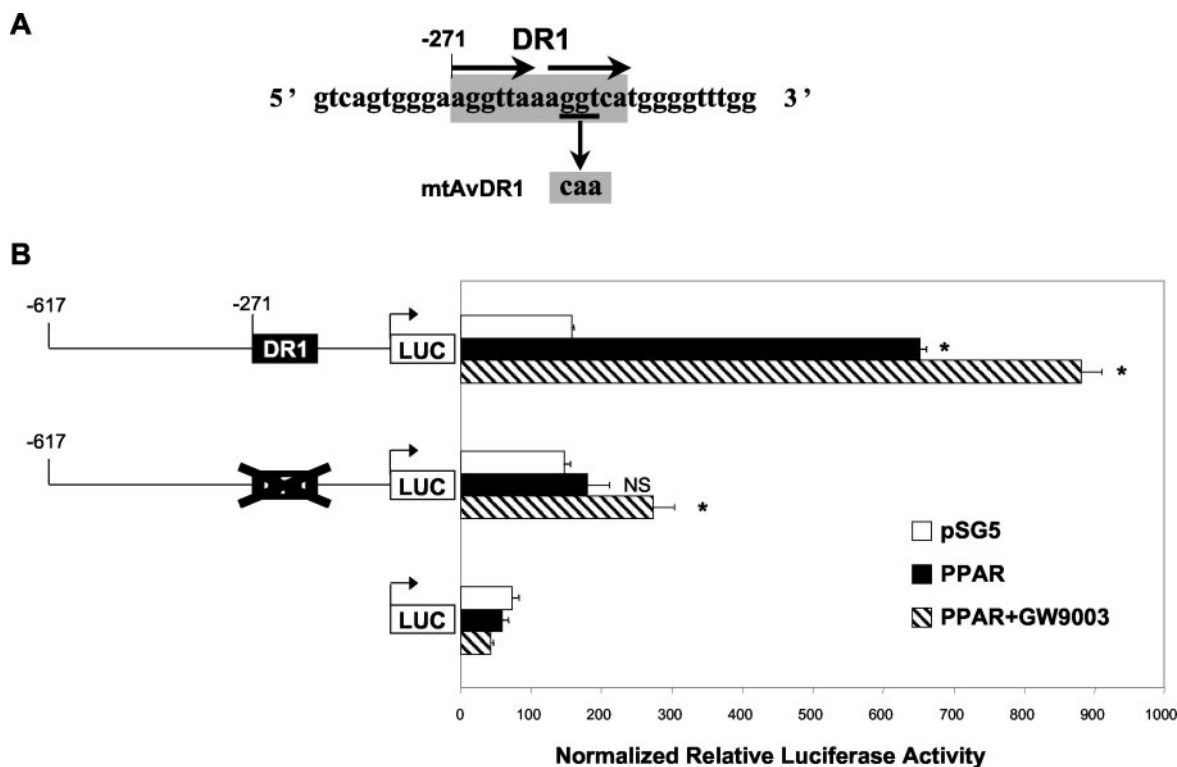 A
-271 DR1
5' gtcagtgggaaggttaaaggtcatggggtttgg 3'
mtAvDR1 caa
B
-617
-271
DR1
LUC
*
*
-617
LUC
NS
*
LUC
pSG5
PPAR
PPAR+GW9003
0 100 200 300 400 500 600 700 800 900 1000
Normalized Relative Luciferase Activity